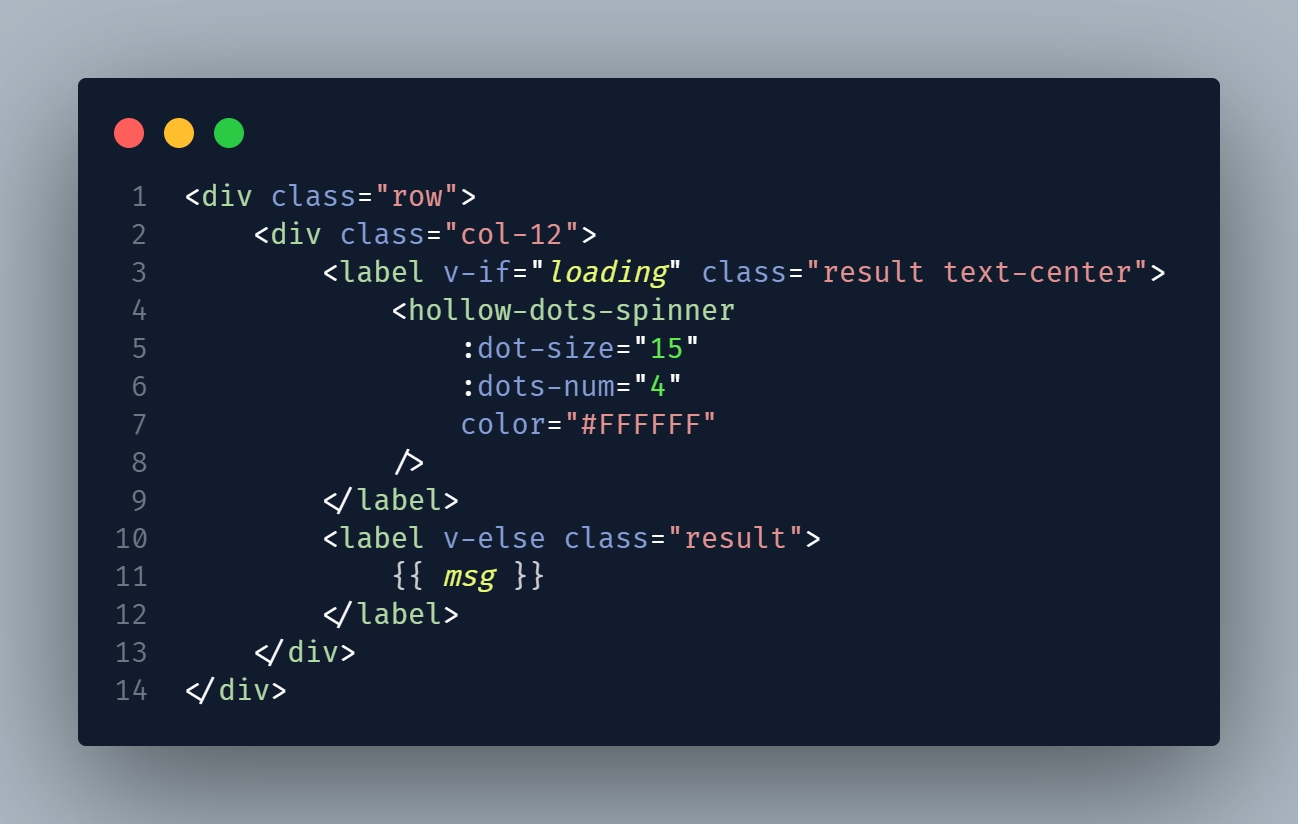 1 <div class="row">
2     <div class="col-12">
3         <label v-if="loading" class="result text-center">
4             <hollow-dots-spinner
5                 :dot-size="15"
6                 :dots-num="4"
7                 color="#FFFFFF"
8             />
9         </label>
10         <label v-else class="result">
11             {{ msg }}
12         </label>
13     </div>
14 </div>